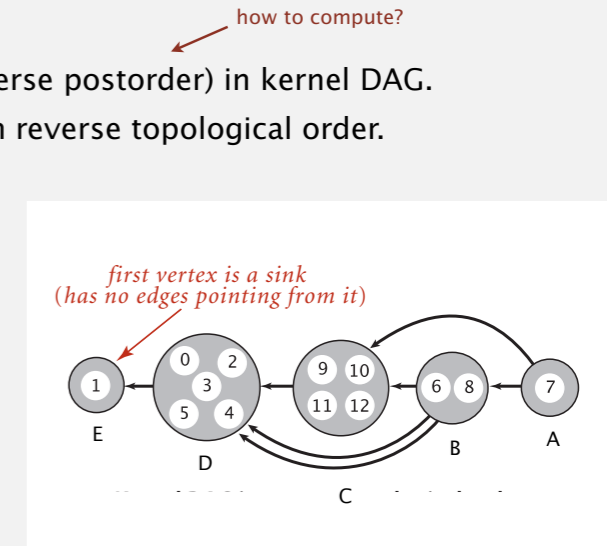 how to compute?
erse postorder) in kernel DAG.
reverse topological order.
first vertex is a sink
(has no edges pointing from it)
0 2
9 10
1 3 6 8 7
5 4 11 12
E D C B A